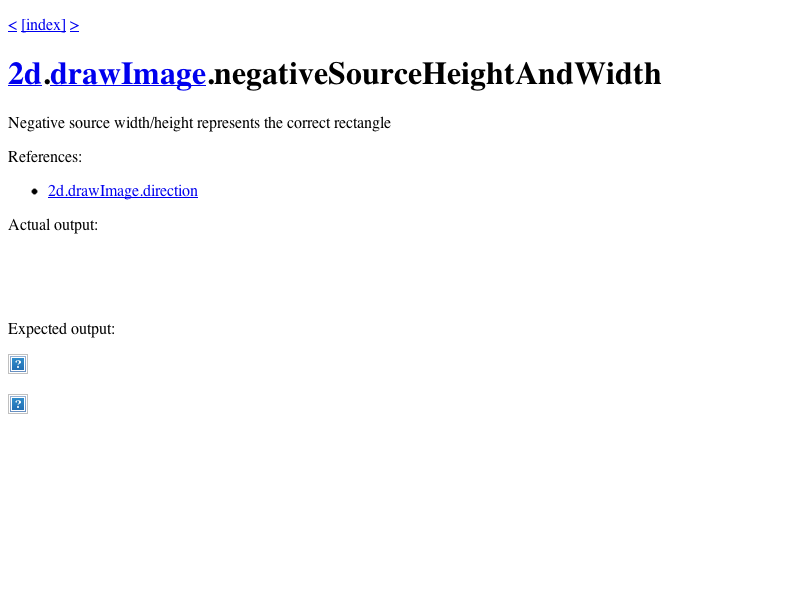 < [index] >
2d.drawImage.negativeSourceHeightAndWidth
Negative source width/height represents the correct rectangle
References:
2d.drawImage.direction
Actual output:
Expected output:
?
?